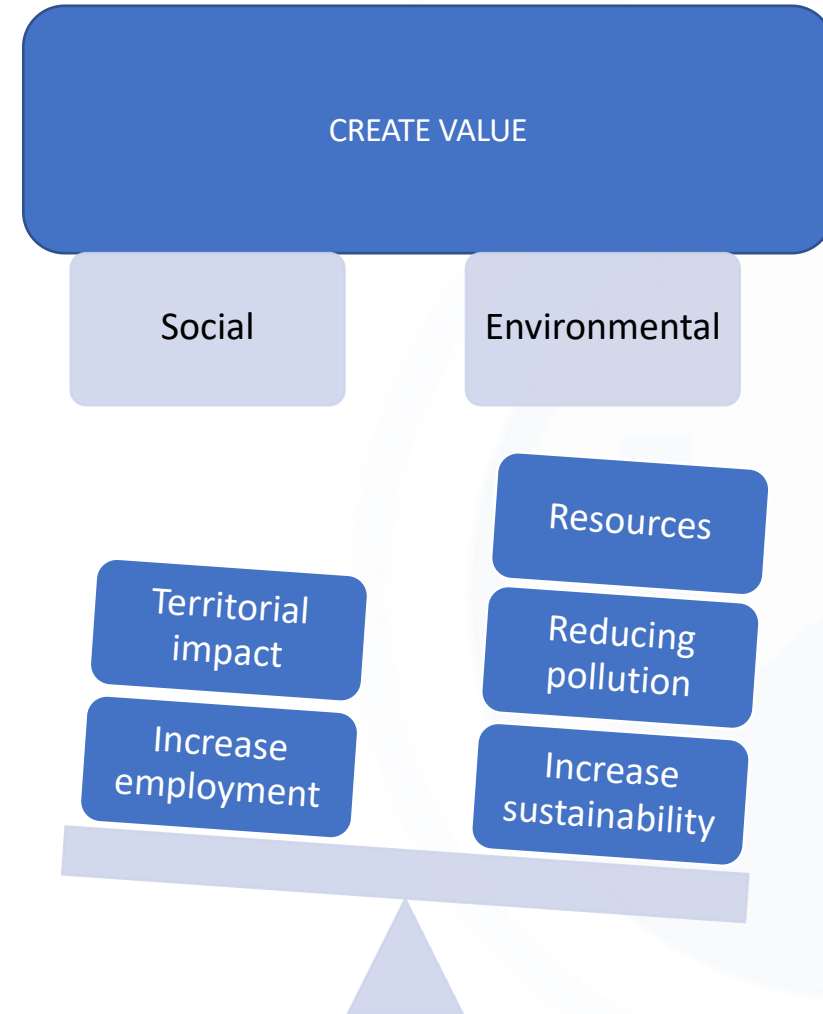 CREATE VALUE
Social
Environmental
Resources
Territorial
impact
Reducing
pollution
Increase
employment
Increase
sustainability